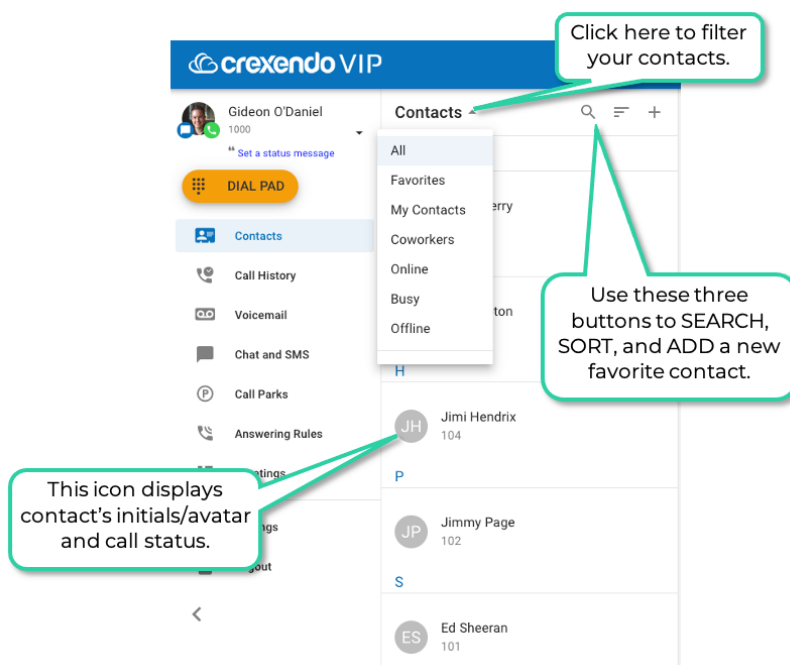 crexendo VIP
Click here to filter
your contacts.
Gideon O'Daniel
1000
“ Set a status message
DIAL PAD
Contacts
Call History
Voicemail
Chat and SMS
Call Parks
Answering Rules
Contacts
All
Favorites
My Contacts
Coworkers
Online
Busy
Offline
erry
ton
Use these three
buttons to SEARCH,
SORT, and ADD a new
favorite contact.
H
JH
Jimi Hendrix
104
This icon displays
contact's initials/avatar
and call status.
P
JP
Jimmy Page
102
S
ES
Ed Sheeran
101